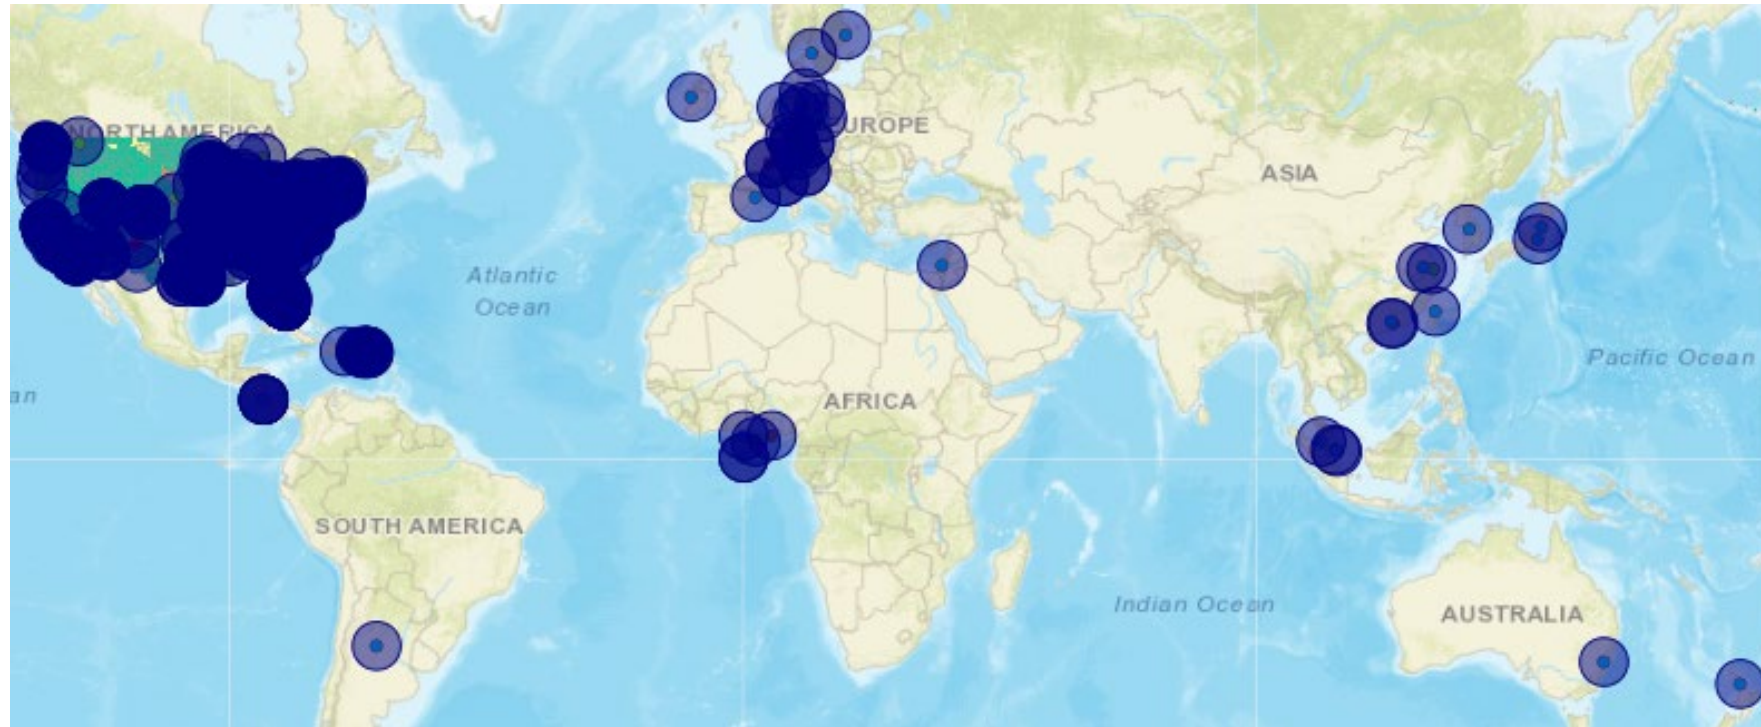 NORTH AMERICA
UROPE
ASIA
Atlantic
Ocean
Pacific Ocean
an
AFRICA
SOUTH AMERICA
Indian Ocean
AUSTRALIA